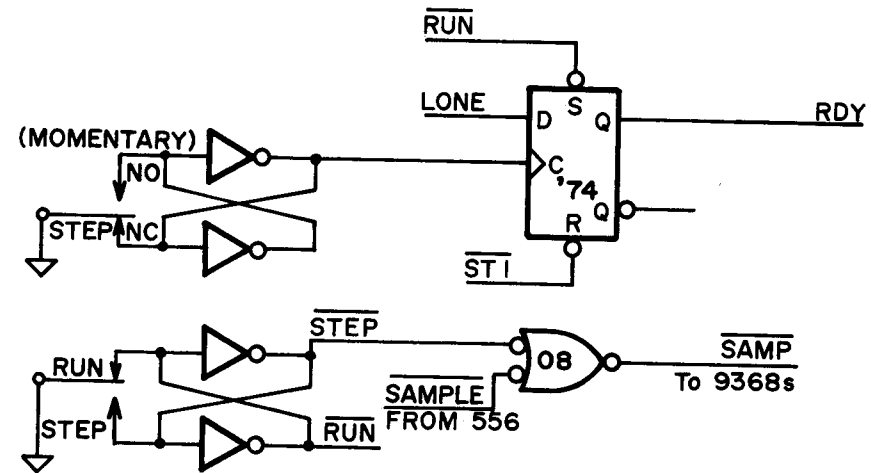 RUN
LONE
D
S
Q
RDY
(MOMENTARY)
NO
C
'74
STEP
NC
Q
R
ST1
STEP
RUN
08
SAMP
SAMPLE
To 9368s
FROM 556
STEP
RUN